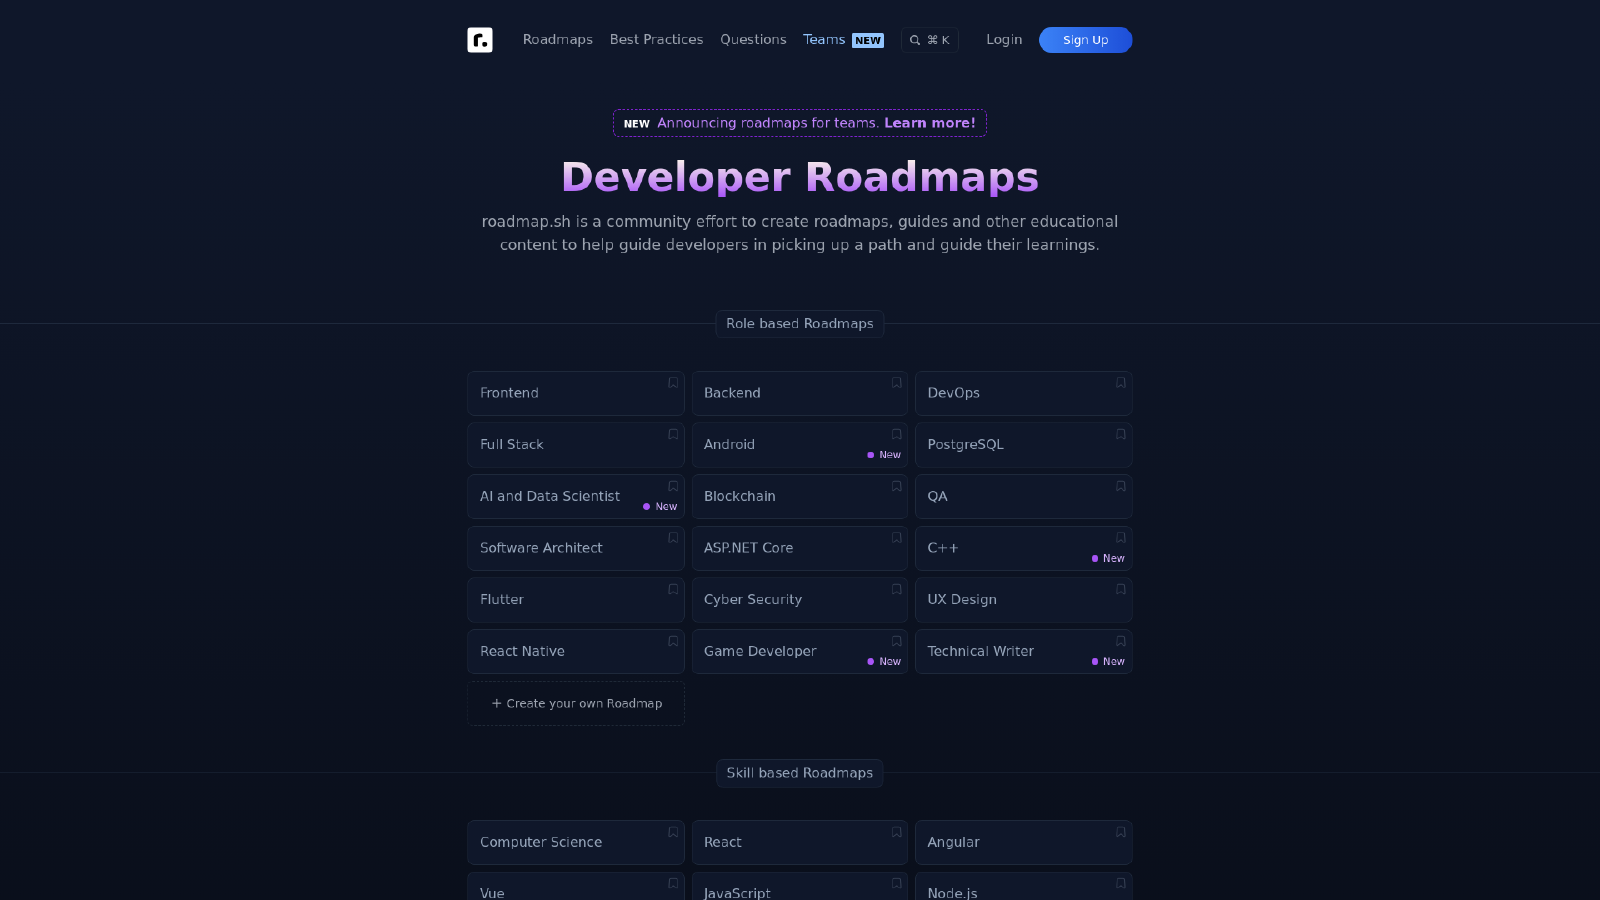 r.
Roadmaps Best Practices Questions Teams NEW ⌘ K Login Sign Up
NEW Announcing roadmaps for teams. Learn more!
Developer Roadmaps
roadmap.sh is a community effort to create roadmaps, guides and other educational
content to help guide developers in picking up a path and guide their learnings.
Role based Roadmaps
Frontend
Backend
DevOps
Full Stack
Android
New
PostgreSQL
AI and Data Scientist
New
Blockchain
QA
Software Architect
ASP.NET Core
C++
New
Flutter
Cyber Security
UX Design
React Native
Game Developer
New
Technical Writer
New
+ Create your own Roadmap
Skill based Roadmaps
Computer Science
React
Angular
Vue
JavaScript
Node.js